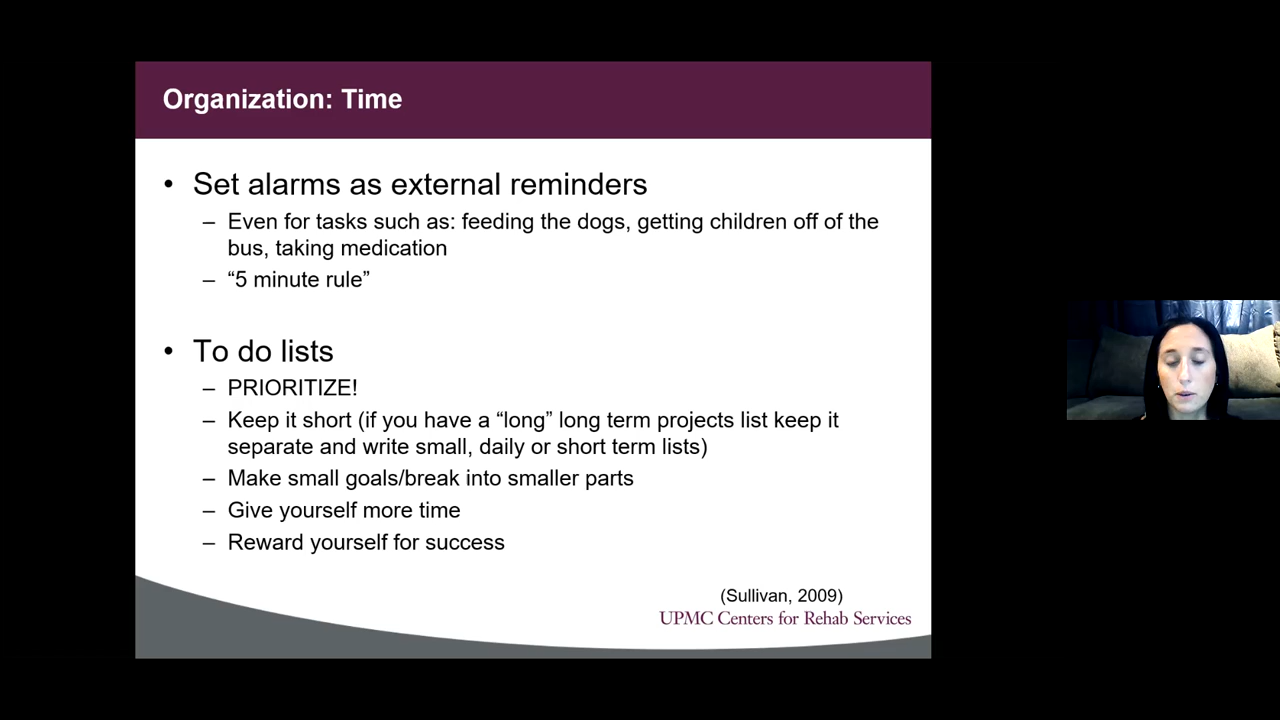 Organization: Time
• Set alarms as external reminders
– Even for tasks such as: feeding the dogs, getting children off of the
bus, taking medication
– “5 minute rule”
• To do lists
– PRIORITIZE!
– Keep it short (if you have a “long” long term projects list keep it
separate and write small, daily or short term lists)
– Make small goals/break into smaller parts
– Give yourself more time
– Reward yourself for success
(Sullivan, 2009)
UPMC Centers for Rehab Services